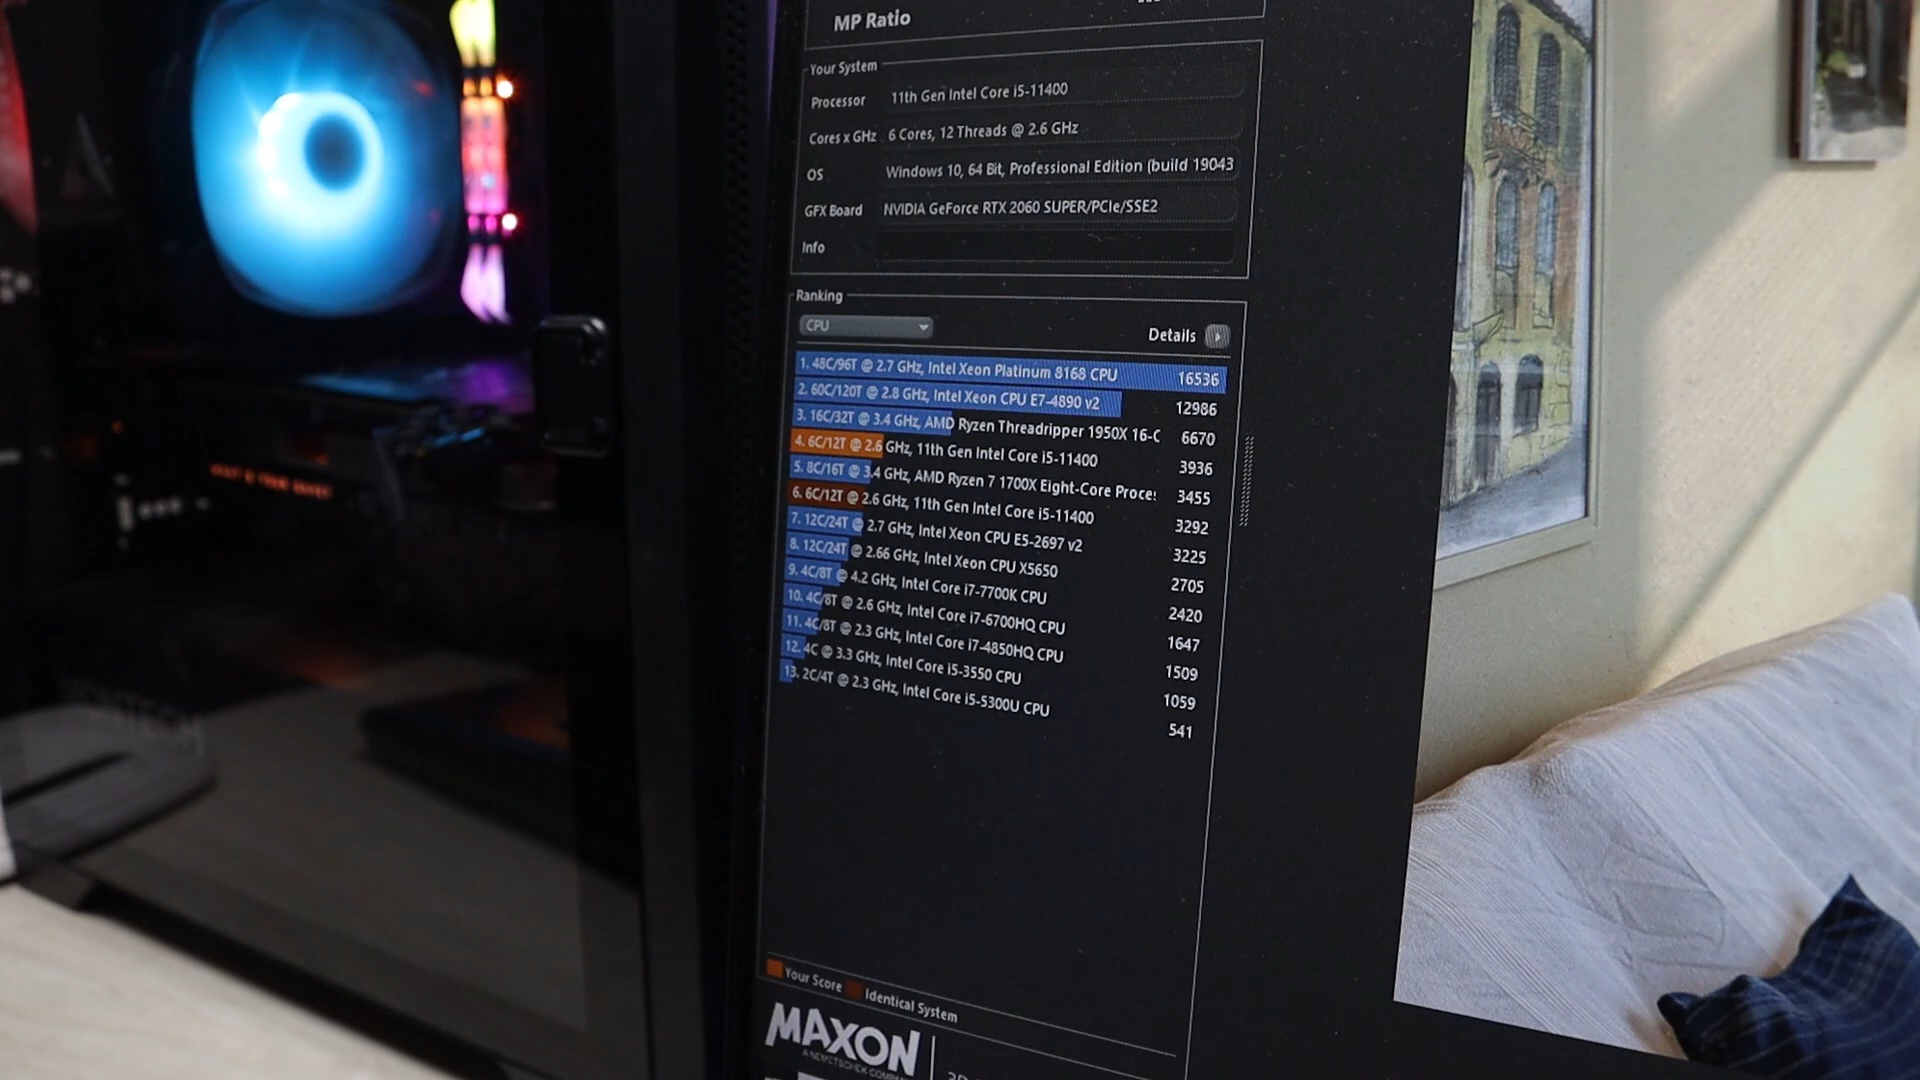 MP Ratio
Your System
Processor 11th Gen Intel Core i5-11400
Cores x GHz 6 Cores, 12 Threads @ 2.6 GHz
OS Windows 10, 64 Bit, Professional Edition (build 19043
GFX Board NVIDIA GeForce RTX 2060 SUPER/PCIe/SSE2
Info
Ranking
CPU Details
1. 48C/96T @ 2.7 GHz, Intel Xeon Platinum 8168 CPU 16536
2. 60C/120T @ 2.8 GHz, Intel Xeon CPU E7-4890 v2 12986
3. 16C/32T @ 3.4 GHz, AMD Ryzen Threadripper 1950X 16-C 6670
4. 6C/12T @ 2.6 GHz, 11th Gen Intel Core i5-11400 3936
5. 8C/16T @ 3.4 GHz, AMD Ryzen 7 1700X Eight-Core Proce 3455
6. 6C/12T @ 2.6 GHz, 11th Gen Intel Core i5-11400 3292
7. 12C/24T @ 2.7 GHz, Intel Xeon CPU E5-2697 v2 3225
8. 12C/24T @ 2.66 GHz, Intel Xeon CPU X5650 2705
9. 4C/8T @ 4.2 GHz, Intel Core i7-7700K CPU 2420
10. 4C/8T @ 2.6 GHz, Intel Core i7-6700HQ CPU 1647
11. 4C/8T @ 2.3 GHz, Intel Core i7-4850HQ CPU 1509
12. 4C @ 3.3 GHz, Intel Core i5-3550 CPU 1059
13. 2C/4T @ 2.3 GHz, Intel Core i5-5300U CPU 541
Your Score Identical System
MAXON
A NEMETSCHEK COMPANY